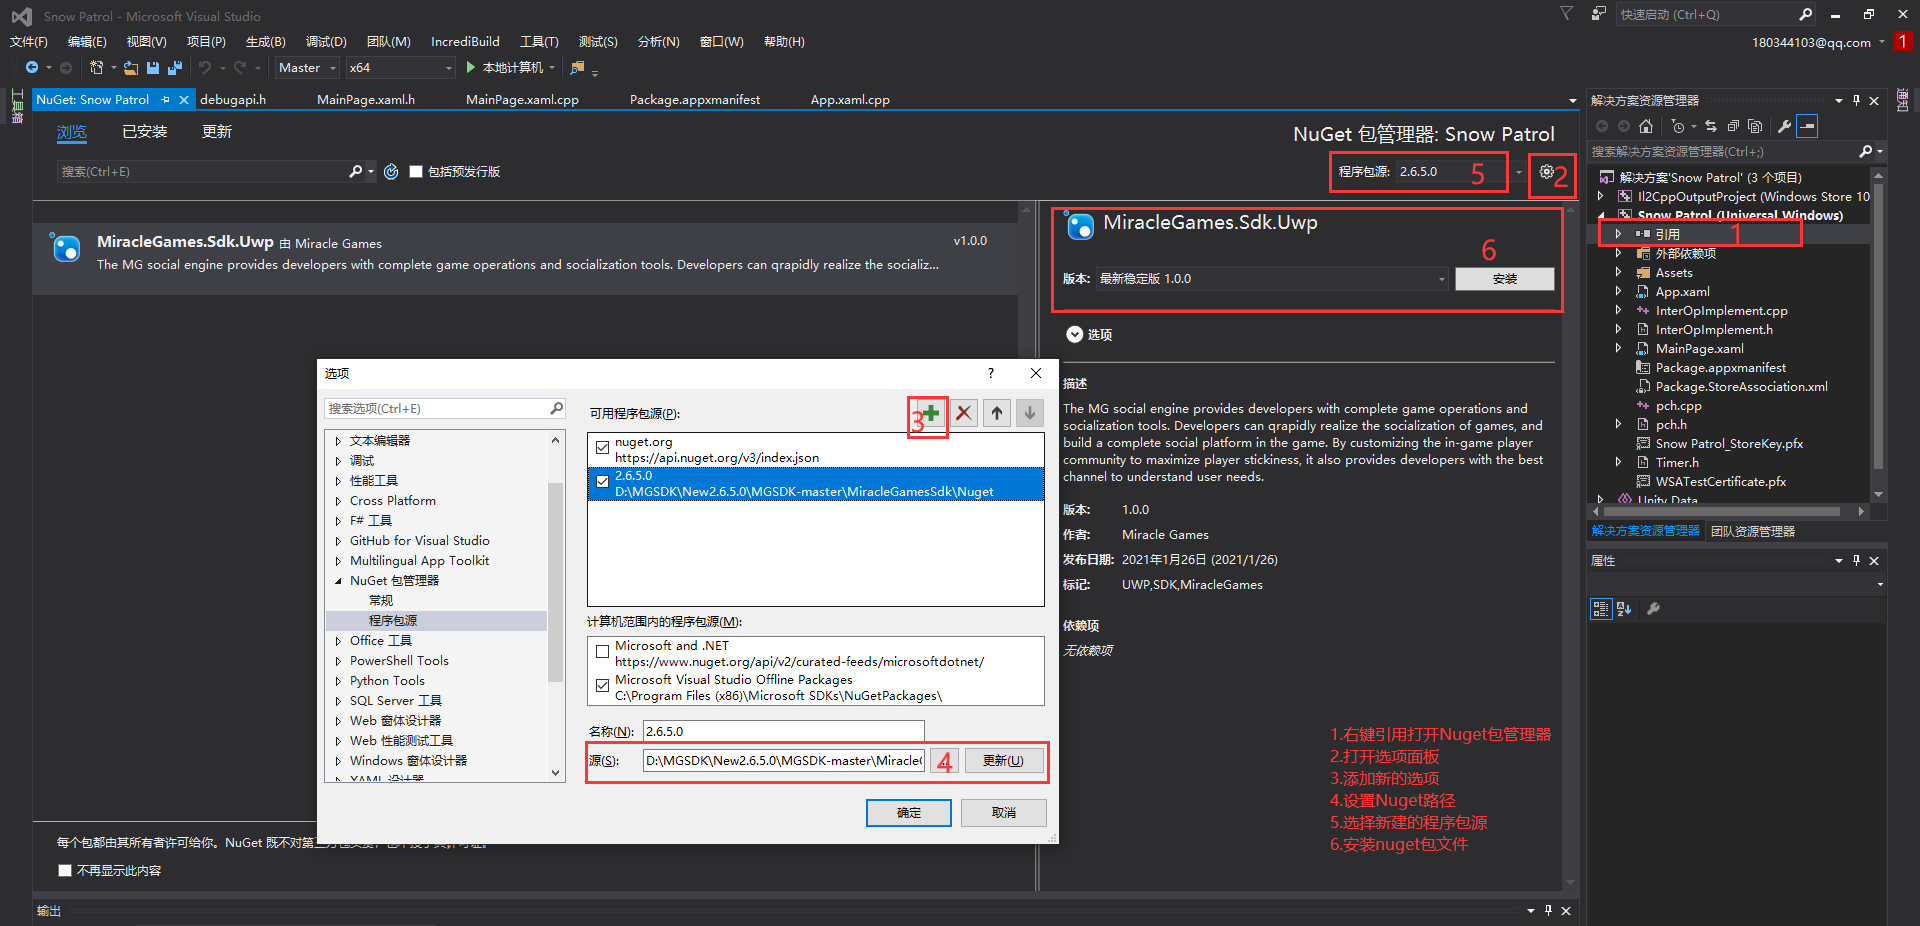 Snow Patrol - Microsoft Visual Studio
快速启动 (Ctrl+Q)
文件(F) 编辑(E) 视图(V) 项目(P) 生成(B) 调试(D) 团队(M) IncrediBuild 工具(T) 测试(S) 分析(N) 窗口(W) 帮助(H)
180344103@qq.com 1
Master x64 本地计算机
工具箱
NuGet: Snow Patrol debugapi.h MainPage.xaml.h MainPage.xaml.cpp Package.appxmanifest App.xaml.cpp
浏览 已安装 更新
NuGet 包管理器: Snow Patrol
搜索(Ctrl+E) 包括预发行版
程序包源: 2.6.5.0 5 2
MiracleGames.Sdk.Uwp 由 Miracle Games v1.0.0
The MG social engine provides developers with complete game operations and socialization tools. Developers can qrapidly realize the socializ...
MiracleGames.Sdk.Uwp
6
版本: 最新稳定版 1.0.0 安装
选项
描述
The MG social engine provides developers with complete game operations and
socialization tools. Developers can qrapidly realize the socialization of games, and
build a complete social platform in the game. By customizing the in-game player
community to maximize player stickiness, it also provides developers with the best
channel to understand user needs.
版本: 1.0.0
作者: Miracle Games
发布日期: 2021年1月26日 (2021/1/26)
标记: UWP,SDK,MiracleGames
依赖项
无依赖项
1.右键引用打开Nuget包管理器
2.打开选项面板
3.添加新的选项
4.设置Nuget路径
5.选择新建的程序包源
6.安装nuget包文件
选项 ?
搜索选项(Ctrl+E)
文本编辑器
调试
性能工具
Cross Platform
F# 工具
GitHub for Visual Studio
Multilingual App Toolkit
NuGet 包管理器
常规
程序包源
Office 工具
PowerShell Tools
Python Tools
SQL Server 工具
Web 窗体设计器
Web 性能测试工具
Windows 窗体设计器
XAML 设计器
可用程序包源(P):
3
nuget.org
https://api.nuget.org/v3/index.json
2.6.5.0
D:\MGSDK\New2.6.5.0\MGSDK-master\MiracleGamesSdk\Nuget
计算机范围内的程序包源(M):
Microsoft and .NET
https://www.nuget.org/api/v2/curated-feeds/microsoftdotnet/
Microsoft Visual Studio Offline Packages
C:\Program Files (x86)\Microsoft SDKs\NuGetPackages\
名称(N): 2.6.5.0
源(S): D:\MGSDK\New2.6.5.0\MGSDK-master\Miracle 4 更新(U)
确定 取消
每个包都由其所有者许可给你。NuGet 既不对第
不再显示此内容
输出
解决方案资源管理器
搜索解决方案资源管理器(Ctrl+;)
解决方案'Snow Patrol' (3 个项目)
Il2CppOutputProject (Windows Store 10
Snow Patrol (Universal Windows)
引用 1
外部依赖项
Assets
App.xaml
InterOpImplement.cpp
InterOpImplement.h
MainPage.xaml
Package.appxmanifest
Package.StoreAssociation.xml
pch.cpp
pch.h
Snow Patrol_StoreKey.pfx
Timer.h
WSATestCertificate.pfx
Unity Data
解决方案资源管理器 团队资源管理器
属性
通知